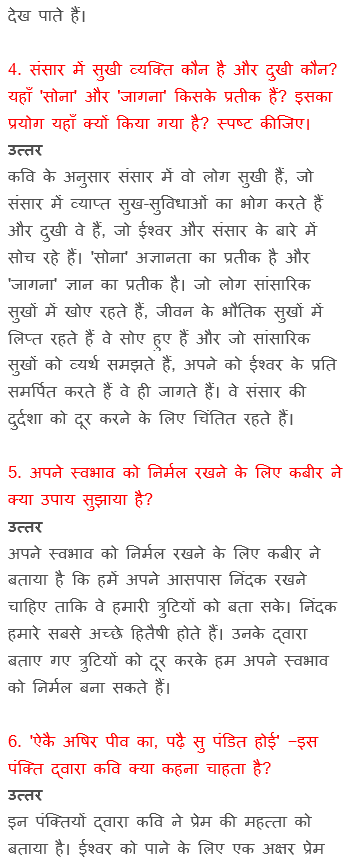 देख पाते हैं।
4. संसार में सुखी व्यक्ति कौन है और दुखी कौन?
यहाँ 'सोना' और 'जागना' किसके प्रतीक हैं? इसका
प्रयोग यहाँ क्यों किया गया है? स्पष्ट कीजिए।
उत्तर
कवि के अनुसार संसार में वो लोग सुखी हैं, जो
संसार में व्याप्त सुख-सुविधाओं का भोग करते हैं
और दुखी वे हैं, जो ईश्वर और संसार के बारे में
सोच रहे हैं। 'सोना' अज्ञानता का प्रतीक है और
'जागना' ज्ञान का प्रतीक है। जो लोग सांसारिक
सुखों में खोए रहते हैं, जीवन के भौतिक सुखों में
लिप्त रहते हैं वे सोए हुए हैं और जो सांसारिक
सुखों को व्यर्थ समझते हैं, अपने को ईश्वर के प्रति
समर्पित करते हैं वे ही जागते हैं। वे संसार की
दुर्दशा को दूर करने के लिए चिंतित रहते हैं।
5. अपने स्वभाव को निर्मल रखने के लिए कबीर ने
क्या उपाय सुझाया है?
उत्तर
अपने स्वभाव को निर्मल रखने के लिए कबीर ने
बताया है कि हमें अपने आसपास निंदक रखने
चाहिए ताकि वे हमारी त्रुटियों को बता सके। निंदक
हमारे सबसे अच्छे हितैषी होते हैं। उनके द्वारा
बताए गए त्रुटियों को दूर करके हम अपने स्वभाव
को निर्मल बना सकते हैं।
6. 'ऐकै अषिर पीव का, पढ़ै सु पंडित होई' −इस
पंक्ति द्वारा कवि क्या कहना चाहता है?
उत्तर
इन पंक्तियों द्वारा कवि ने प्रेम की महत्ता को
बताया है। ईश्वर को पाने के लिए एक अक्षर प्रेम